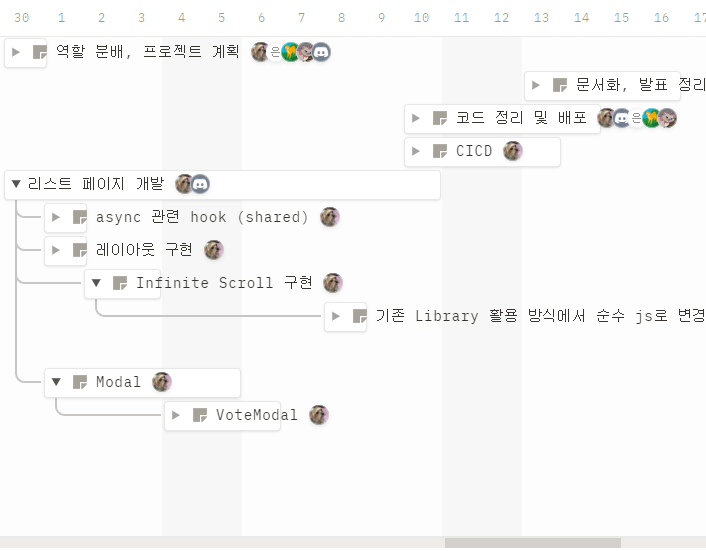 30 1 2 3 4 5 6 7 8 9 10 11 12 13 14 15 16 17
역할 분배, 프로젝트 계획 은
문서화, 발표 정리
코드 정리 및 배포 은
CICD
리스트 페이지 개발
async 관련 hook (shared)
레이아웃 구현
Infinite Scroll 구현
기존 Library 활용 방식에서 순수 js로 변경
Modal
VoteModal